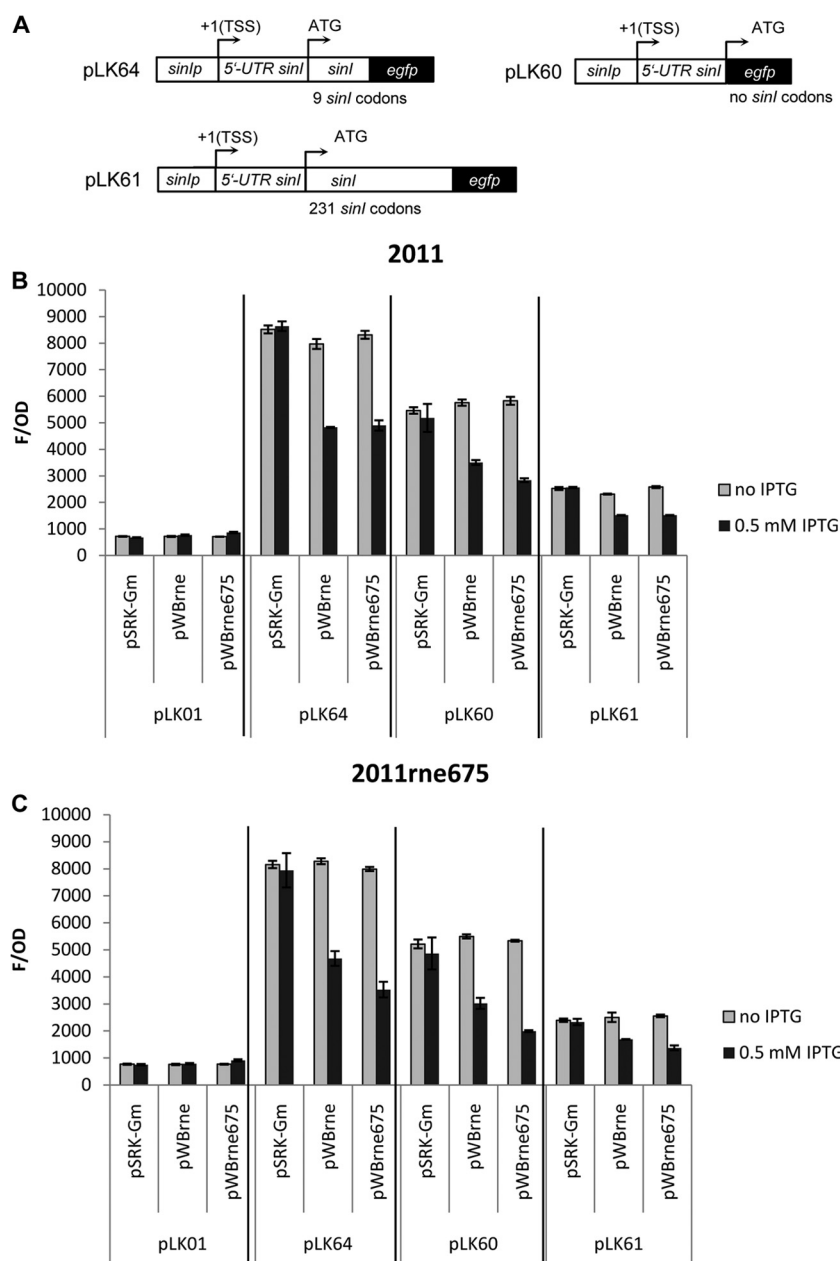 A
+1(TSS) ATG
pLK64 sinIp 5'-UTR sinI sinI egfp
9 sinI codons
+1(TSS) ATG
pLK60 sinIp 5'-UTR sinI egfp
no sinI codons
+1(TSS) ATG
pLK61 sinIp 5'-UTR sinI sinI egfp
231 sinI codons
2011
B
10000
9000
8000
7000
6000
5000
4000
3000
2000
1000
0
F/OD
no IPTG
0.5 mM IPTG
pSRK-Gm pWBrne pWBrne675 pSRK-Gm pWBrne pWBrne675 pSRK-Gm pWBrne pWBrne675 pSRK-Gm pWBrne pWBrne675
pLK01 pLK64 pLK60 pLK61
2011rne675
C
10000
9000
8000
7000
6000
5000
4000
3000
2000
1000
0
F/OD
no IPTG
0.5 mM IPTG
pSRK-Gm pWBrne pWBrne675 pSRK-Gm pWBrne pWBrne675 pSRK-Gm pWBrne pWBrne675 pSRK-Gm pWBrne pWBrne675
pLK01 pLK64 pLK60 pLK61